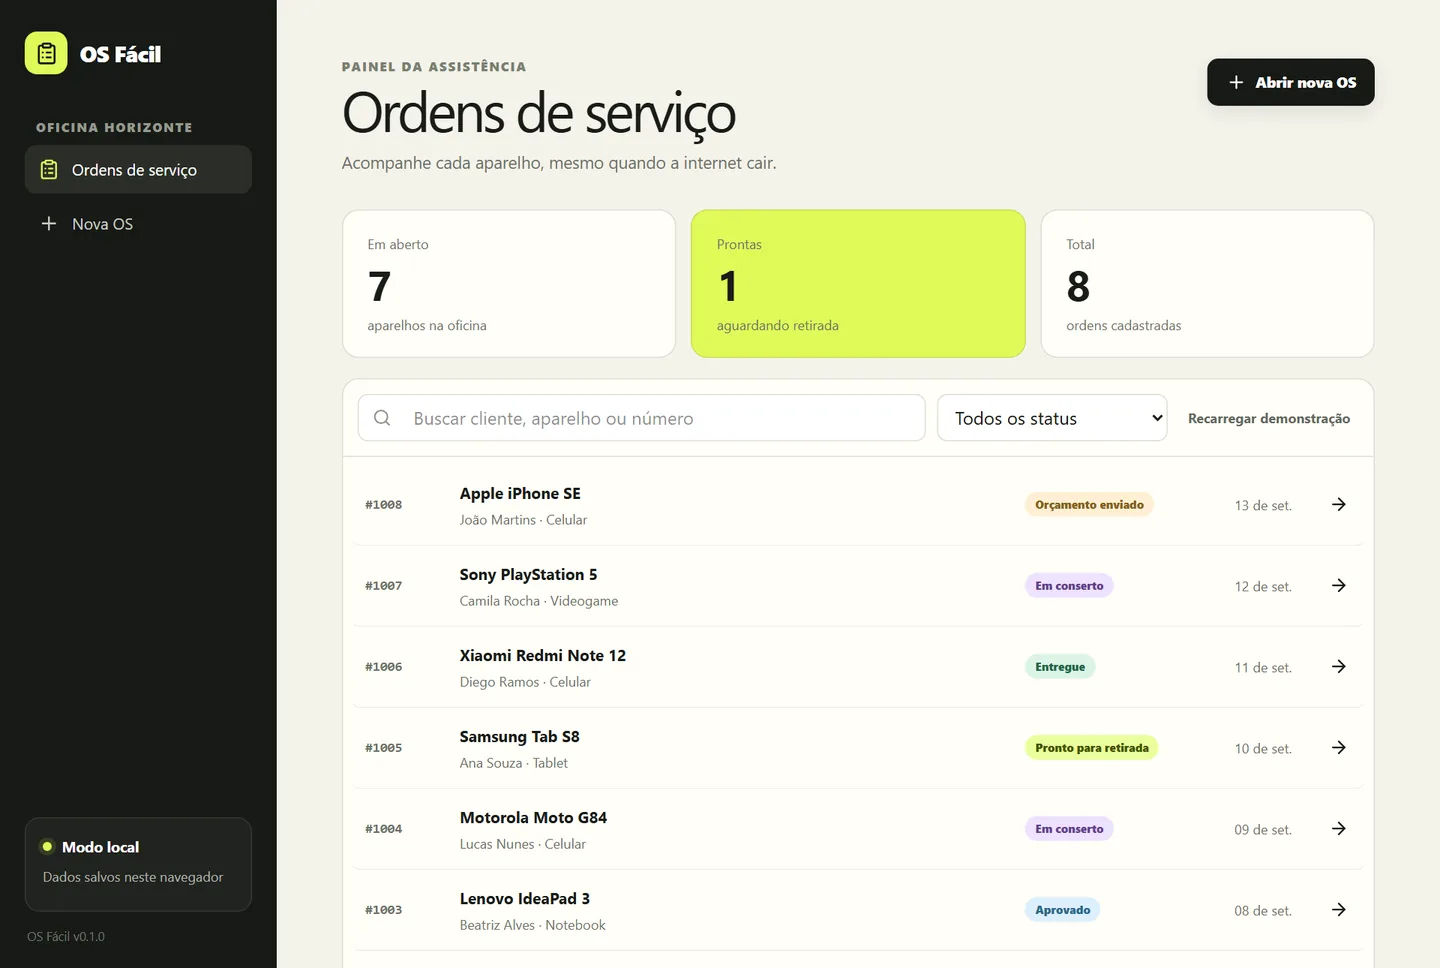 OS Fácil
OFICINA HORIZONTE
Ordens de serviço
Nova OS
Modo local
Dados salvos neste navegador
OS Fácil v0.1.0
PAINEL DA ASSISTÊNCIA
Ordens de serviço
Acompanhe cada aparelho, mesmo quando a internet cair.
Abrir nova OS
Em aberto
7
aparelhos na oficina
Prontas
1
aguardando retirada
Total
8
ordens cadastradas
Buscar cliente, aparelho ou número
Todos os status
Recarregar demonstração
#1008
Apple iPhone SE
João Martins · Celular
Orçamento enviado
13 de set.
#1007
Sony PlayStation 5
Camila Rocha · Videogame
Em conserto
12 de set.
#1006
Xiaomi Redmi Note 12
Diego Ramos · Celular
Entregue
11 de set.
#1005
Samsung Tab S8
Ana Souza · Tablet
Pronto para retirada
10 de set.
#1004
Motorola Moto G84
Lucas Nunes · Celular
Em conserto
09 de set.
#1003
Lenovo IdeaPad 3
Beatriz Alves · Notebook
Aprovado
08 de set.